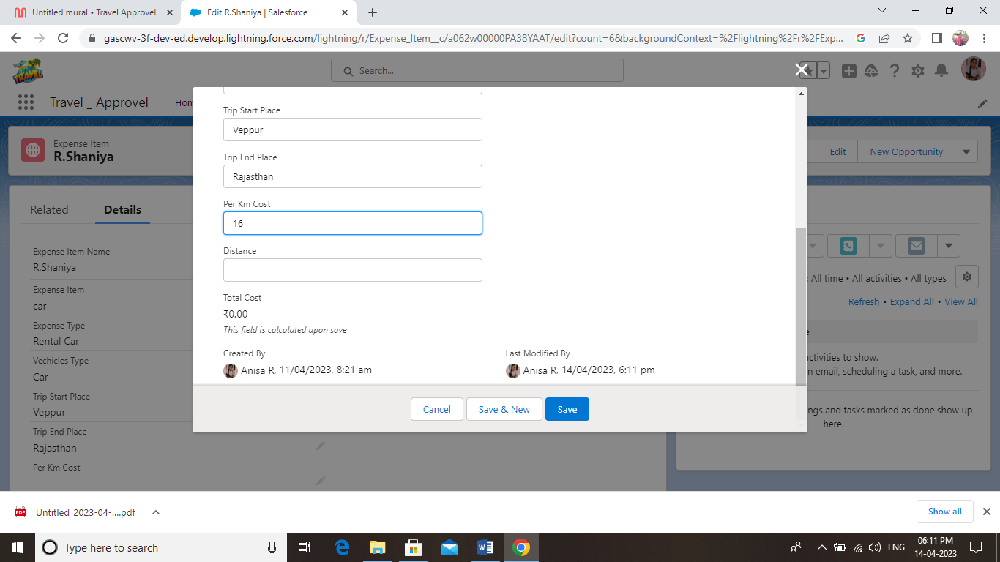 Untitled mural • Travel Approvel
Edit R.Shaniya | Salesforce
gascwv-3f-dev-ed.develop.lightning.force.com/lightning/r/Expense_Item__c/a062w00000PA38YAAT/edit?count=6&backgroundContext=%2Flightning%2Fr%2FExp...
TRAVEL
Search...
Travel _ Approvel
Hom
Expense Item
R.Shaniya
Edit
New Opportunity
Related
Details
Expense Item Name
R.Shaniya
Expense Item
car
Expense Type
Rental Car
Vechicles Type
Car
Trip Start Place
Veppur
Trip End Place
Rajasthan
Per Km Cost
Trip Start Place
Veppur
Trip End Place
Rajasthan
Per Km Cost
16
Distance
Total Cost
₹0.00
This field is calculated upon save
Created By
Anisa R, 11/04/2023, 8:21 am
Last Modified By
Anisa R, 14/04/2023, 6:11 pm
Cancel
Save & New
Save
: All time • All activities • All types
Refresh • Expand All • View All
e
ctivities to show.
n email, scheduling a task, and more.
ngs and tasks marked as done show up
here.
PDF
Untitled_2023-04-....pdf
Show all
Type here to search
ENG
06:11 PM
14-04-2023